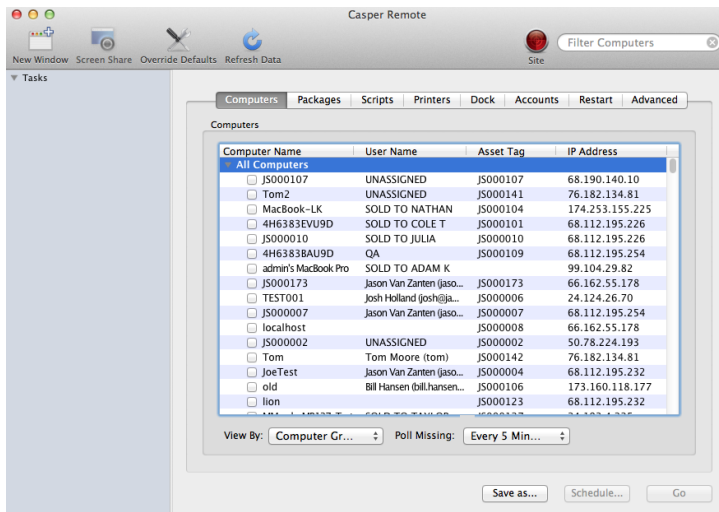 Casper Remote
New Window Screen Share Override Defaults Refresh Data Site Filter Computers
Tasks
Computers Packages Scripts Printers Dock Accounts Restart Advanced
Computers
Computer Name User Name Asset Tag IP Address
All Computers
JS000107 UNASSIGNED JS000107 68.190.140.10
Tom2 UNASSIGNED JS000141 76.182.134.81
MacBook-LK SOLD TO NATHAN JS000104 174.253.155.225
4H6383EVU9D SOLD TO COLE T JS000101 68.112.195.226
JS000010 SOLD TO JULIA JS000010 68.112.195.226
4H6383BAU9D QA JS000109 68.112.195.254
admin's MacBook Pro SOLD TO ADAM K 99.104.29.82
JS000173 Jason Van Zanten (jaso... JS000173 66.162.55.178
TEST001 Josh Holland (josh@ja... JS000006 24.124.26.70
JS000007 Jason Van Zanten (jaso... JS000007 68.112.195.254
localhost JS000008 66.162.55.178
JS000002 UNASSIGNED JS000002 50.78.224.193
Tom Tom Moore (tom) JS000142 76.182.134.81
JoeTest Jason Van Zanten (jaso... JS000004 68.112.195.232
old Bill Hansen (bill.hansen... JS000106 173.160.118.177
lion JS000123 68.112.195.232
View By: Computer Gr... Poll Missing: Every 5 Min...
Save as... Schedule... Go